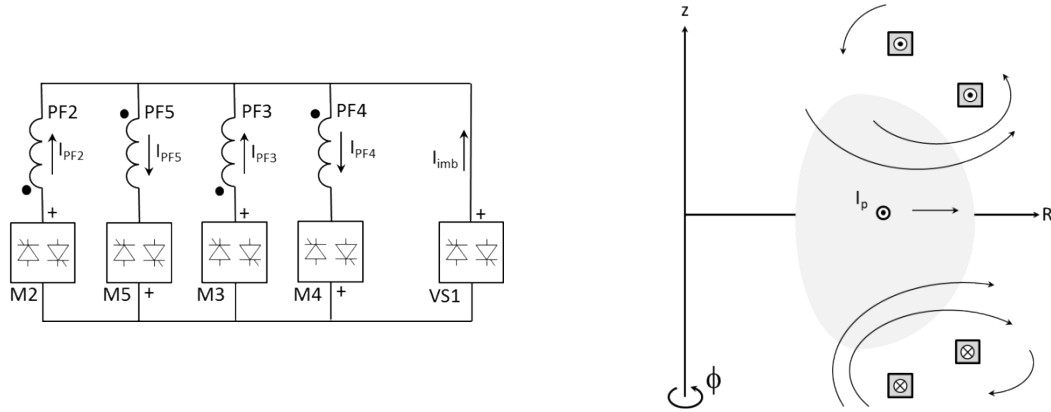 PF2 PF5 PF3 PF4
I_PF2 I_PF5 I_PF3 I_PF4 I_imb
+ + +
M2 + M5 M3 M4 + VS1
z
I_p
R
ϕ